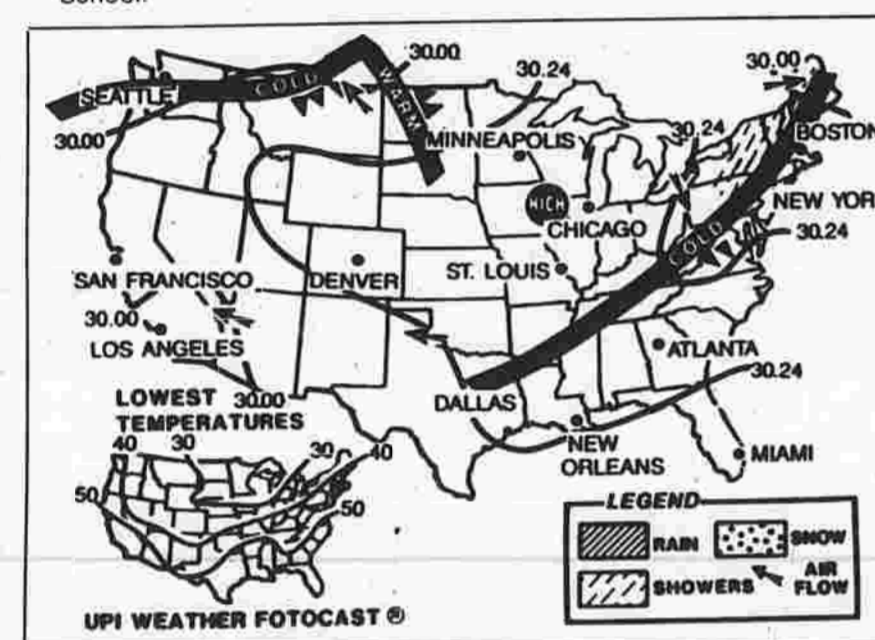 30.00
COLD
WARM
SEATTLE
30.00
30.24
MINNEAPOLIS
30.24
30.00
BOSTON
NEW YOR
HIGH
CHICAGO
COLD
30.24
SAN FRANCISCO
DENVER
ST. LOUIS
30.00
LOS ANGELES
30.00
ATLANTA
30.24
DALLAS
NEW
ORLEANS
MIAMI
LOWEST
TEMPERATURES
40
30
30
40
50
50
UPI WEATHER FOTOCAST ®
LEGEND
RAIN
SNOW
SHOWERS
AIR
FLOW